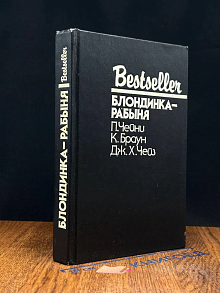 Bestseller
БЛОНДИНКА—
РАБЫНЯ
П.Чейни
К.Браун
Дж.Х.Чейз
БЛОНДИНКА—РАБЫНЯ Bestseller